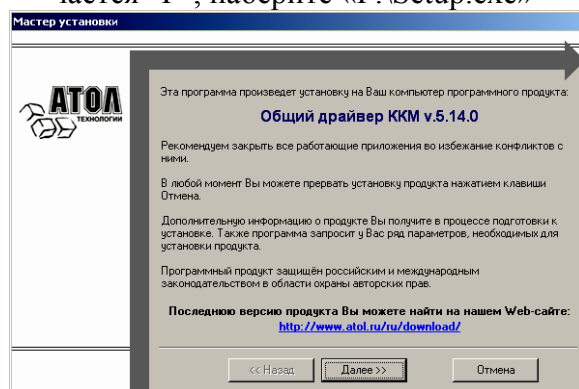 чается “F”, наберите «F:\Setup.exe»
Мастер установки
АТОЛ
ТЕХНОЛОГИИ
Эта программа произведет установку на Ваш компьютер программного продукта:
Общий драйвер ККМ v.5.14.0
Рекомендуем закрыть все работающие приложения во избежание конфликтов с
ними.
В любой момент Вы можете прервать установку продукта нажатием клавиши
Отмена.
Дополнительную информацию о продукте Вы получите в процессе подготовки к
установке. Также программа запросит у Вас ряд параметров, необходимых для
установки продукта.
Программный продукт защищён российским и международным
законодательством в области охраны авторских прав.
Последнюю версию продукта Вы можете найти на нашем Web-сайте:
http://www.atol.ru/ru/download/
<< Назад Далее >> Отмена